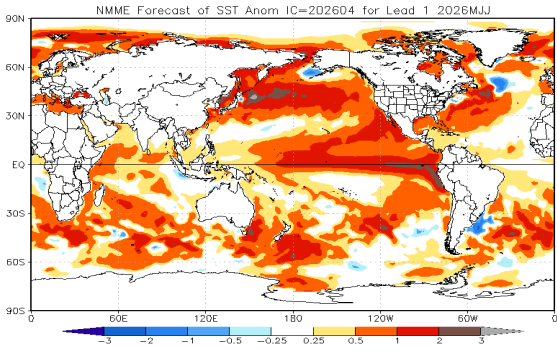 NMME Forecast of SST Anom IC=202604 for Lead 1 2026MJJ
90N
60N
30N
EQ
30S
60S
90S
0 60E 120E 180 120W 60W 0
-3 -2 -1 -0.5 -0.25 0.25 0.5 1 2 3